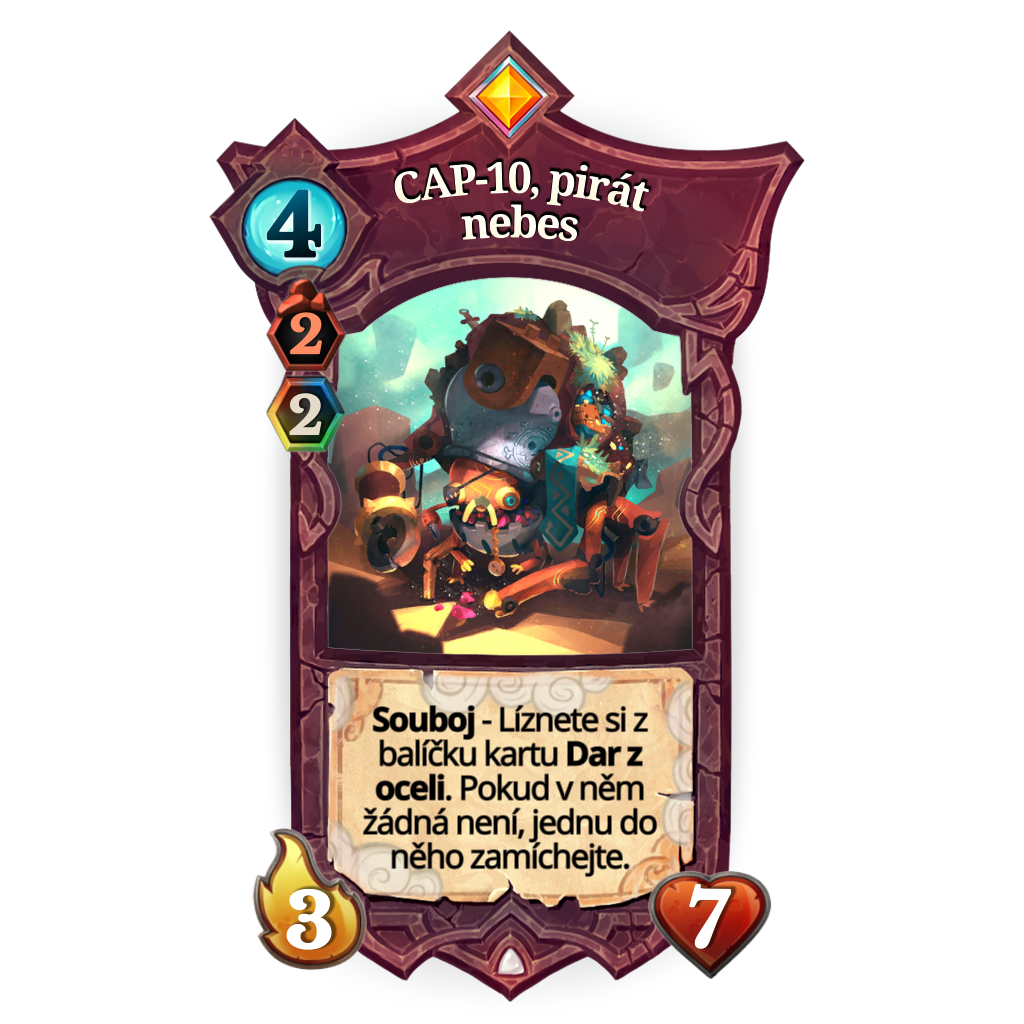 CAP-10, pirát
nebes
4
2
2
Souboj - Líznete si z
balíčku kartu Dar z
oceli. Pokud v něm
žádná není, jednu do
něho zamíchejte.
3
7